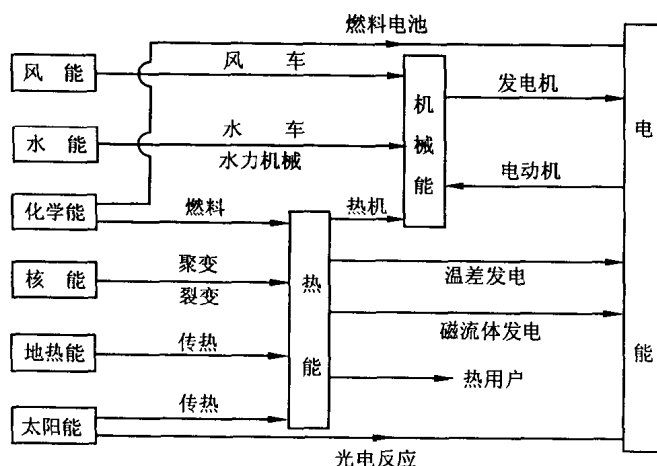 燃料电池
风能
风车
机械能
发电机
电能
水能
水车
水力机械
电动机
化学能
燃料
热机
热能
核能
聚变
裂变
温差发电
磁流体发电
地热能
传热
热用户
太阳能
传热
光电反应